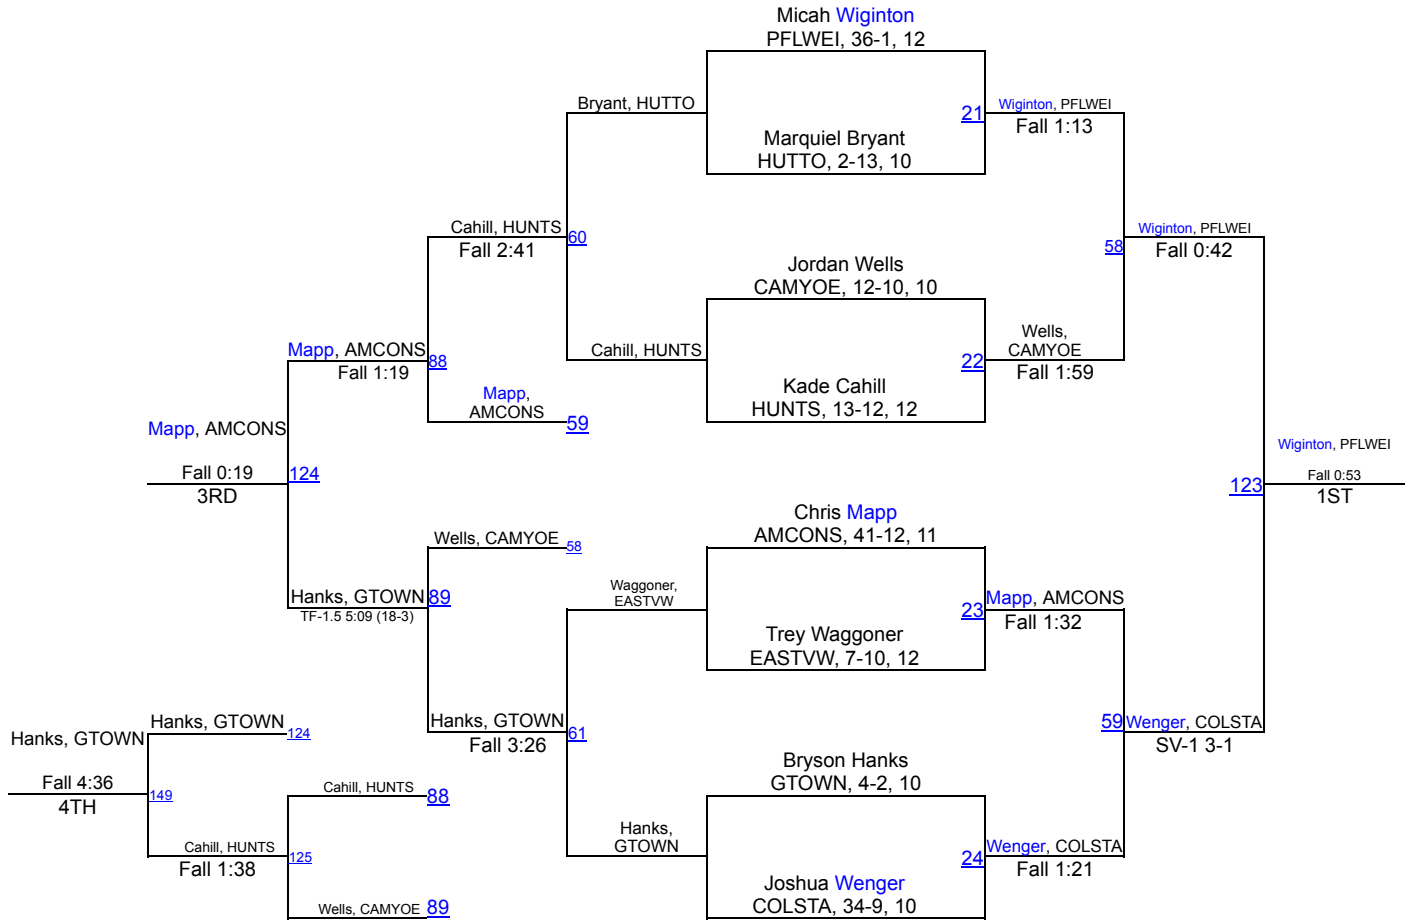 Micah Wiginton
PFLWEI, 36-1, 12
Bryant, HUTTO
21
Wiginton, PFLWEI
Fall 1:13
Marquiel Bryant
HUTTO, 2-13, 10
Cahill, HUNTS
Fall 2:41
60
58
Wiginton, PFLWEI
Fall 0:42
Jordan Wells
CAMYOE, 12-10, 10
Mapp, AMCONS
Fall 1:19
88
Cahill, HUNTS
22
Wells,
CAMYOE
Fall 1:59
Kade Cahill
HUNTS, 13-12, 12
Mapp,
AMCONS
59
Mapp, AMCONS
Fall 0:19
3RD
124
123
Wiginton, PFLWEI
Fall 0:53
1ST
Chris Mapp
AMCONS, 41-12, 11
Wells, CAMYOE
58
Hanks, GTOWN
TF-1.5 5:09 (18-3)
89
Waggoner,
EASTVW
23
Mapp, AMCONS
Fall 1:32
Trey Waggoner
EASTVW, 7-10, 12
Hanks, GTOWN
Fall 3:26
61
59
Wenger, COLSTA
SV-1 3-1
Hanks, GTOWN
124
Hanks, GTOWN
Fall 4:36
4TH
149
Bryson Hanks
GTOWN, 4-2, 10
Cahill, HUNTS
88
Hanks,
GTOWN
24
Wenger, COLSTA
Fall 1:21
Cahill, HUNTS
Fall 1:38
125
Joshua Wenger
COLSTA, 34-9, 10
Wells, CAMYOE
89